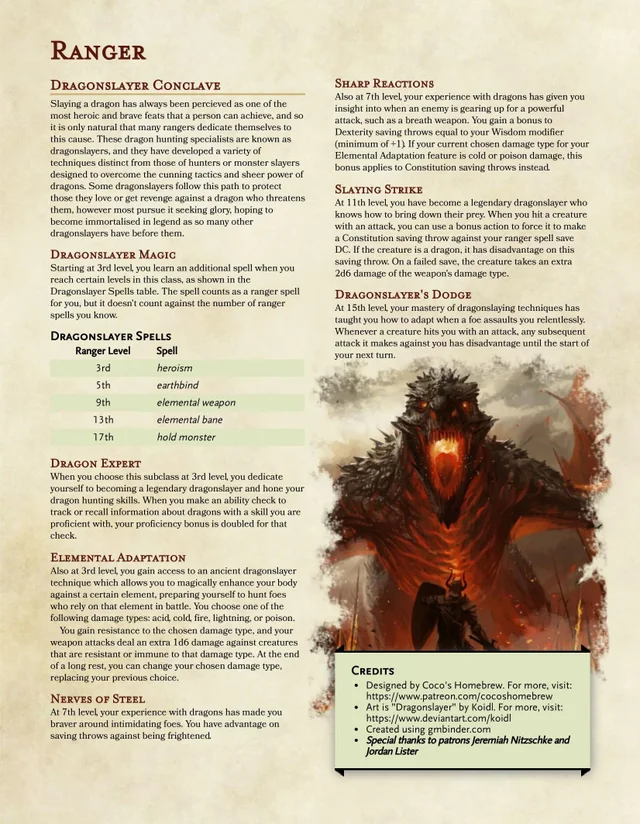 Ranger
Dragonslayer Conclave
Slaying a dragon has always been percieved as one of the
most heroic and brave feats that a person can achieve, and so
it is only natural that many rangers dedicate themselves to
this cause. These dragon hunting specialists are known as
dragonslayers, and they have developed a variety of
techniques distinct from those of hunters or monster slayers
designed to overcome the cunning tactics and sheer power of
dragons. Some dragonslayers follow this path to protect
those they love or get revenge against a dragon who threatens
them, however most pursue it seeking glory, hoping to
become immortalised in legend as so many other
dragonslayers have before them.
Dragonslayer Magic
Starting at 3rd level, you learn an additional spell when you
reach certain levels in this class, as shown in the
Dragonslayer Spells table. The spell counts as a ranger spell
for you, but it doesn't count against the number of ranger
spells you know.
Dragonslayer Spells
Ranger Level Spell
3rd heroism
5th earthbind
9th elemental weapon
13th elemental bane
17th hold monster
Dragon Expert
When you choose this subclass at 3rd level, you dedicate
yourself to becoming a legendary dragonslayer and hone your
dragon hunting skills. When you make an ability check to
track or recall information about dragons with a skill you are
proficient with, your proficiency bonus is doubled for that
check.
Elemental Adaptation
Also at 3rd level, you gain access to an ancient dragonslayer
technique which allows you to magically enhance your body
against a certain element, preparing yourself to hunt foes
who rely on that element in battle. You choose one of the
following damage types: acid, cold, fire, lightning, or poison.
You gain resistance to the chosen damage type, and your
weapon attacks deal an extra 1d6 damage against creatures
that are resistant or immune to that damage type. At the end
of a long rest, you can change your chosen damage type,
replacing your previous choice.
Nerves of Steel
At 7th level, your experience with dragons has made you
braver around intimidating foes. You have advantage on
saving throws against being frightened.
Sharp Reactions
Also at 7th level, your experience with dragons has given you
insight into when an enemy is gearing up for a powerful
attack, such as a breath weapon. You gain a bonus to
Dexterity saving throws equal to your Wisdom modifier
(minimum of +1). If your current chosen damage type for your
Elemental Adaptation feature is cold or poison damage, this
bonus applies to Constitution saving throws instead.
Slaying Strike
At 11th level, you have become a legendary dragonslayer who
knows how to bring down their prey. When you hit a creature
with an attack, you can use a bonus action to force it to make
a Constitution saving throw against your ranger spell save
DC. If the creature is a dragon, it has disadvantage on this
saving throw. On a failed save, the creature takes an extra
2d6 damage of the weapon's damage type.
Dragonslayer's Dodge
At 15th level, your mastery of dragonslaying techniques has
taught you how to adapt when a foe assaults you relentlessly.
Whenever a creature hits you with an attack, any subsequent
attack it makes against you has disadvantage until the start of
your next turn.
Credits
• Designed by Coco's Homebrew. For more, visit:
https://www.patreon.com/cocoshomebrew
• Art is "Dragonslayer" by Koidl. For more, visit:
https://www.deviantart.com/koidl
• Created using gmbinder.com
• Special thanks to patrons Jeremiah Nitzschke and
Jordan Lister